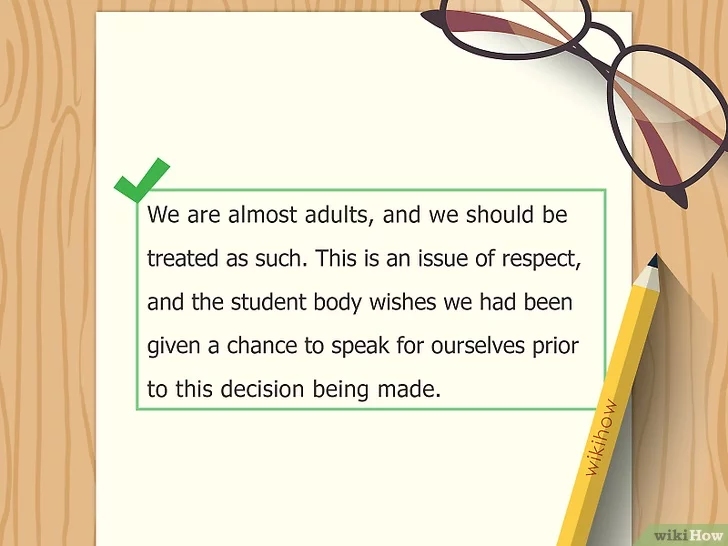 We are almost adults, and we should be
treated as such. This is an issue of respect,
and the student body wishes we had been
given a chance to speak for ourselves prior
to this decision being made.
wikihow
wikiHow